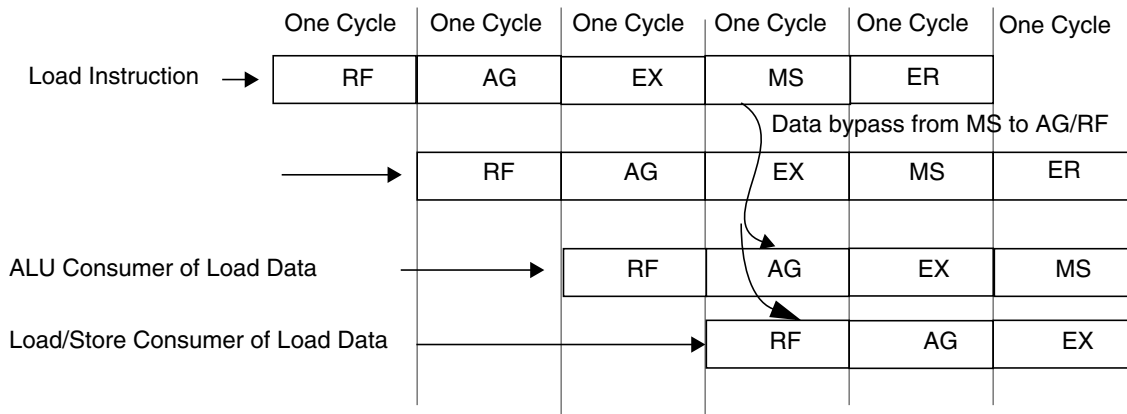 One Cycle One Cycle One Cycle One Cycle One Cycle One Cycle
Load Instruction RF AG EX MS ER
Data bypass from MS to AG/RF
RF AG EX MS ER
ALU Consumer of Load Data RF AG EX MS
Load/Store Consumer of Load Data RF AG EX